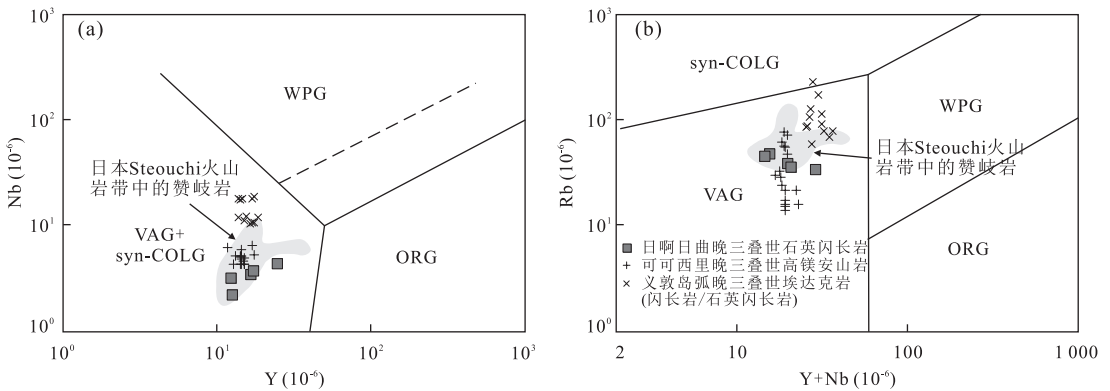 (a)
10³
10²
10¹
10⁰
Nb (10⁻⁶)
WPG
日本Steouchi火山
岩带中的赞岐岩
VAG+
syn-COLG
ORG
10⁰
10¹
10²
10³
Y (10⁻⁶)
(b)
10³
10²
10¹
10⁰
Rb (10⁻⁶)
syn-COLG
WPG
日本Steouchi火山
岩带中的赞岐岩
VAG
ORG
日啊日曲晚三叠世石英闪长岩
可可西里晚三叠世高镁安山岩
义敦岛弧晚三叠世埃达克岩
(闪长岩/石英闪长岩)
2
10
100
1 000
Y+Nb (10⁻⁶)